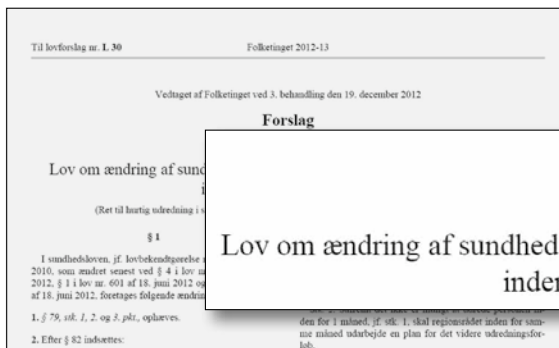 Til lovforslag nr. L 30 Folketinget 2012-13
Vedtaget af Folketinget ved 3. behandling den 19. december 2012
Forslag
Lov om ændring af sund
(Ret til hurtig udredning i s
§ 1
I sundhedsloven, jf. lovbekendtgørelse
2010, som ændret senest ved § 4 i lov
2012, § 1 i lov nr. 601 af 18. juni 2012 og
af 18. juni 2012, foretages følgende ændrin
1. § 79, stk. 1, 2. og 3. pkt., ophæves.
2. Efter § 82 indsættes:
Lov om ændring af sundhed
inden
den for 1 måned, jf. stk. 1, skal regionsrådet inden for sam-
me måned udarbejde en plan for det videre udredningsfor-
løb.